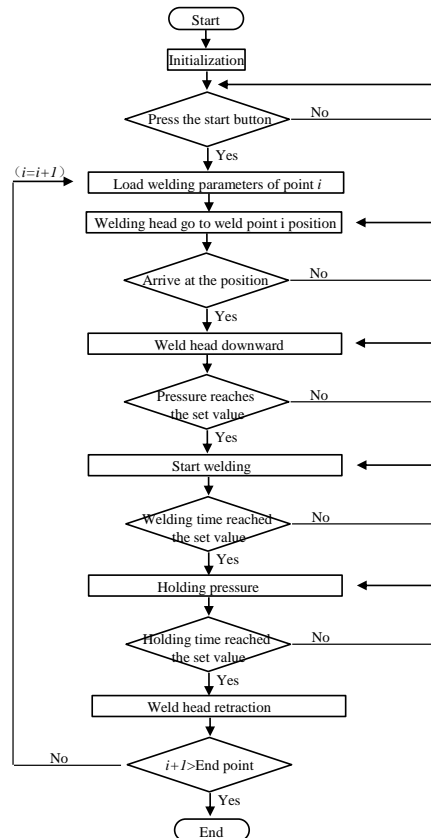 Start
Initialization
Press the start button
No
Yes
(i=i+1)
Load welding parameters of point i
Welding head go to weld point i position
Arrive at the position
No
Yes
Weld head downward
Pressure reaches
the set value
No
Yes
Start welding
Welding time reached
the set value
No
Yes
Holding pressure
Holding time reached
the set value
No
Yes
Weld head retraction
No
i+1>End point
Yes
End